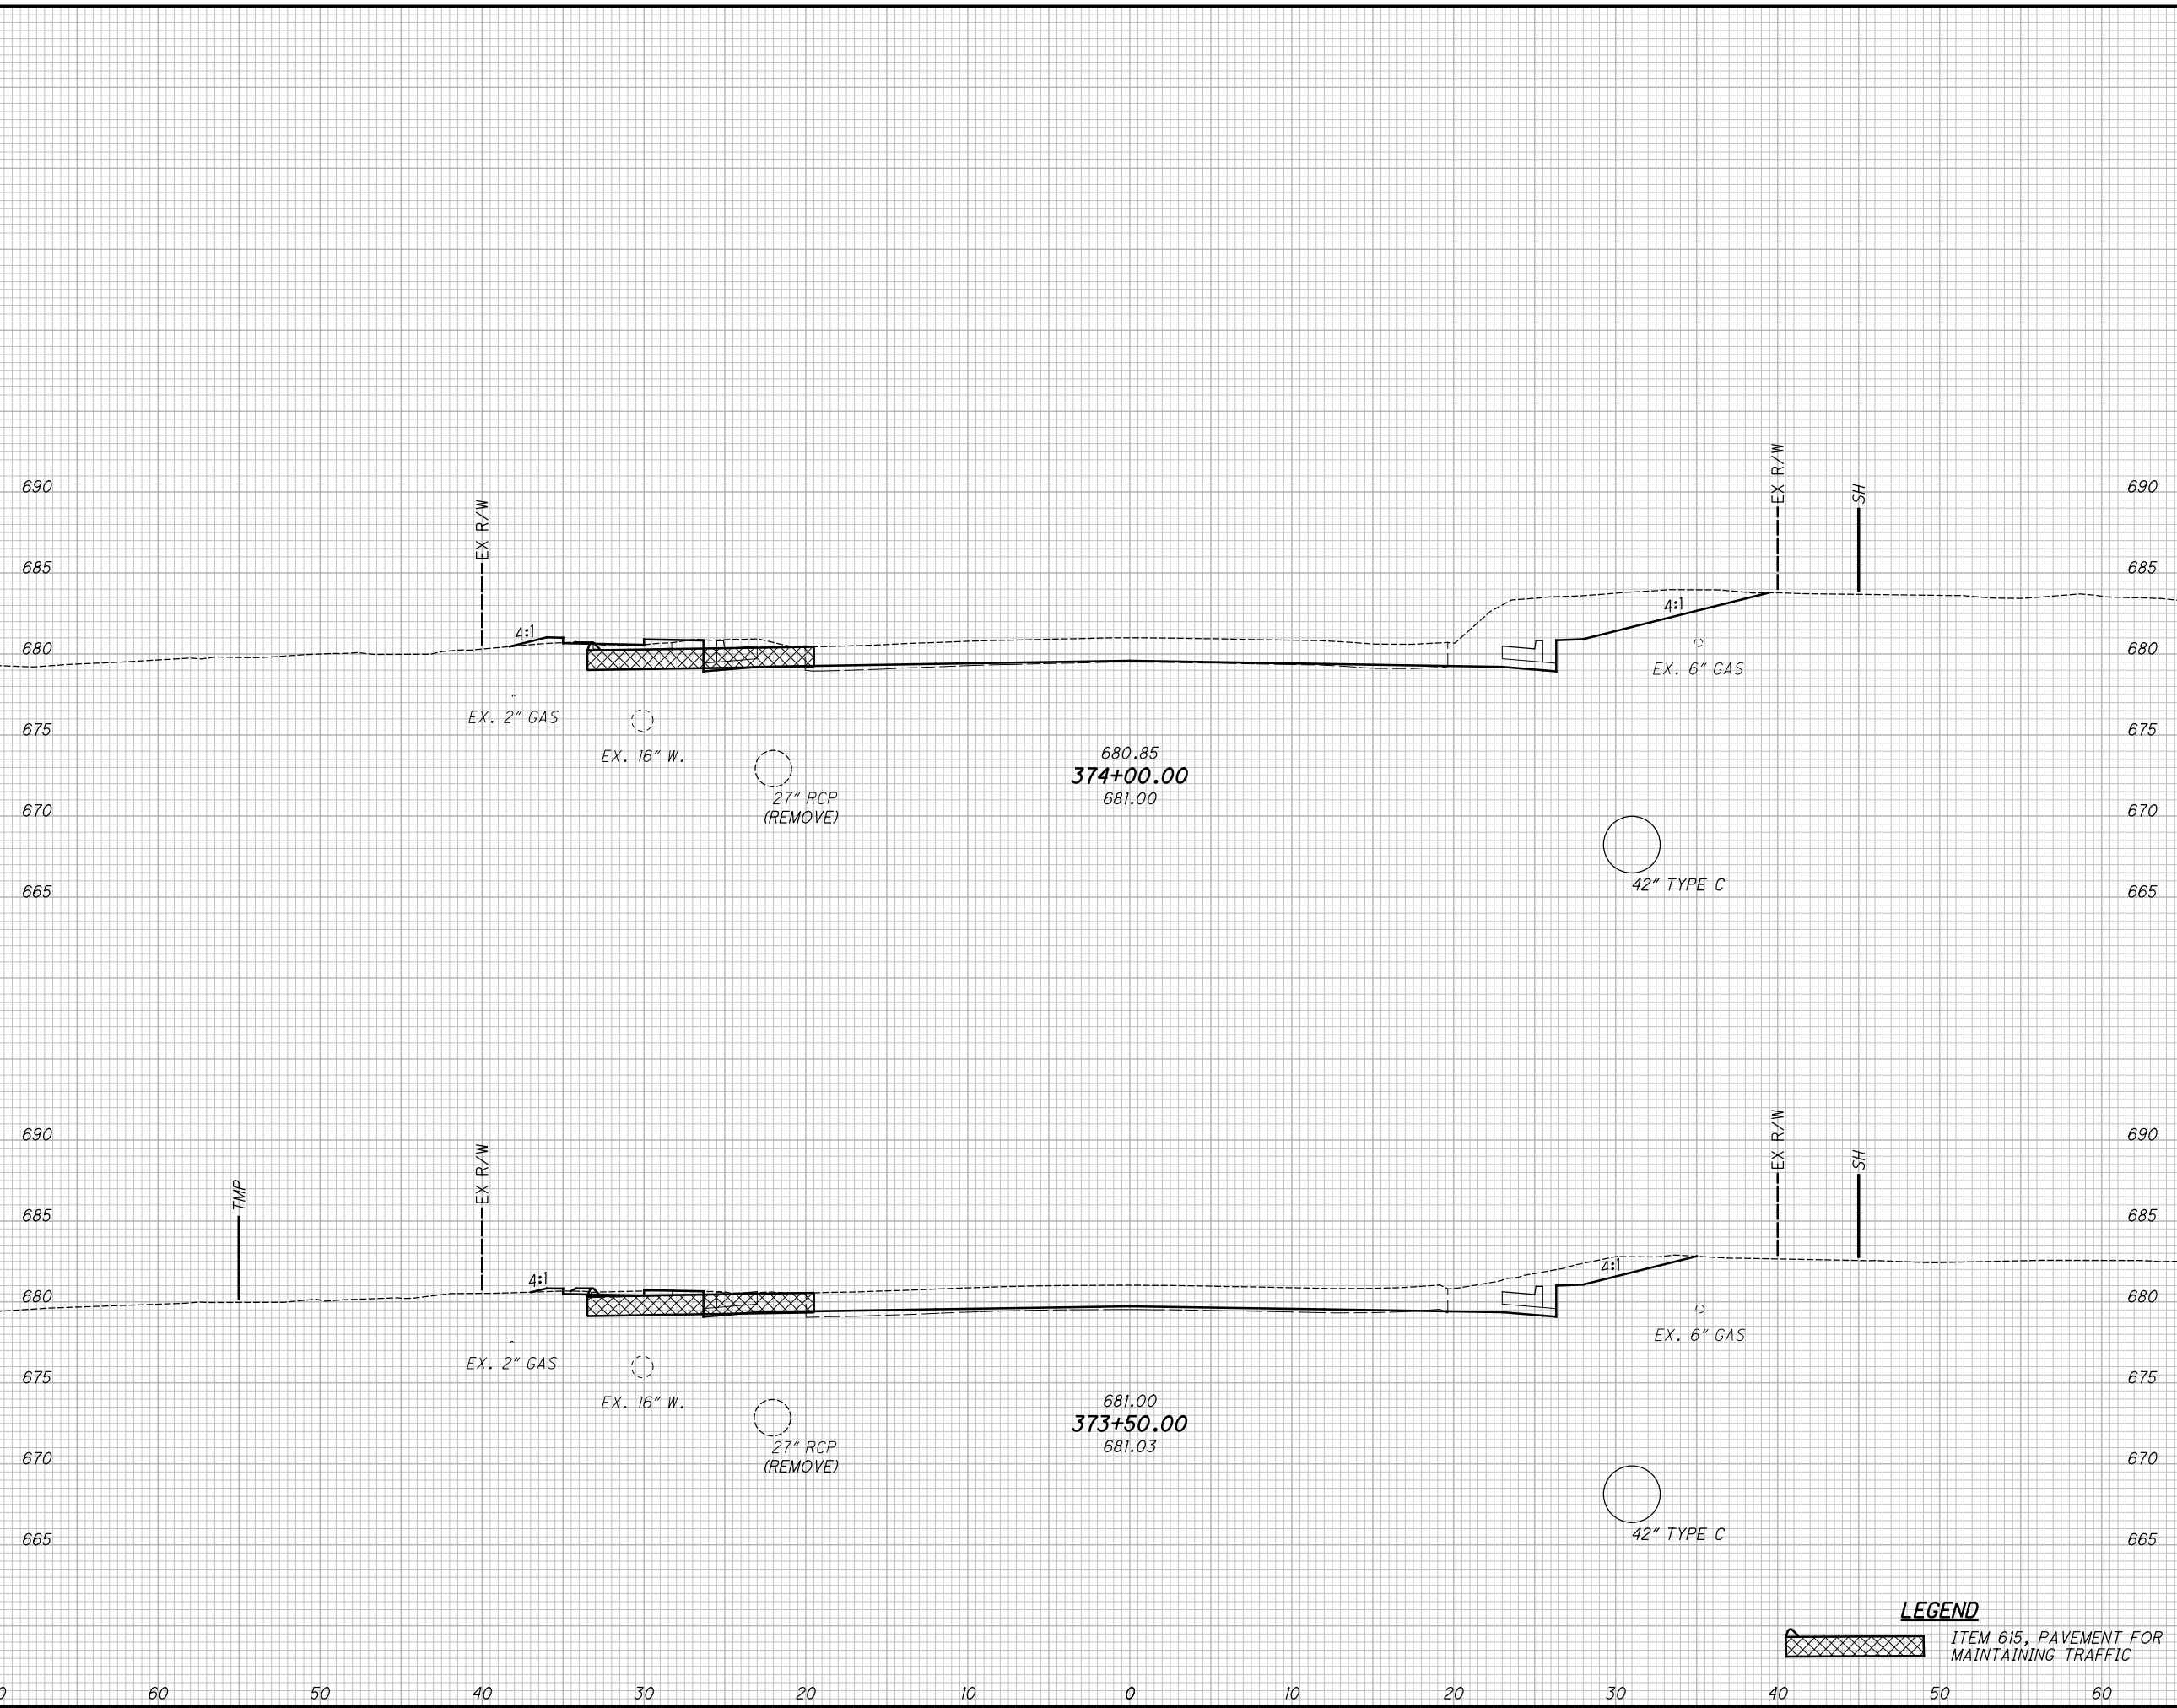 EX R/W
SH
690
690
EX R/W
685
685
4:1
4:1
680
680
EX. 6" GAS
EX. 2" GAS
675
675
EX. 16" W.
680.85
374+00.00
681.00
27" RCP
(REMOVE)
670
670
42" TYPE C
665
665
EX R/W
SH
690
690
EX R/W
TMP
685
685
4:1
4:1
680
680
EX. 6" GAS
EX. 2" GAS
675
675
EX. 16" W.
681.00
373+50.00
681.03
27" RCP
(REMOVE)
670
670
42" TYPE C
665
665
LEGEND
ITEM 615, PAVEMENT FOR
MAINTAINING TRAFFIC
0 60 50 40 30 20 10 0 10 20 30 40 50 60